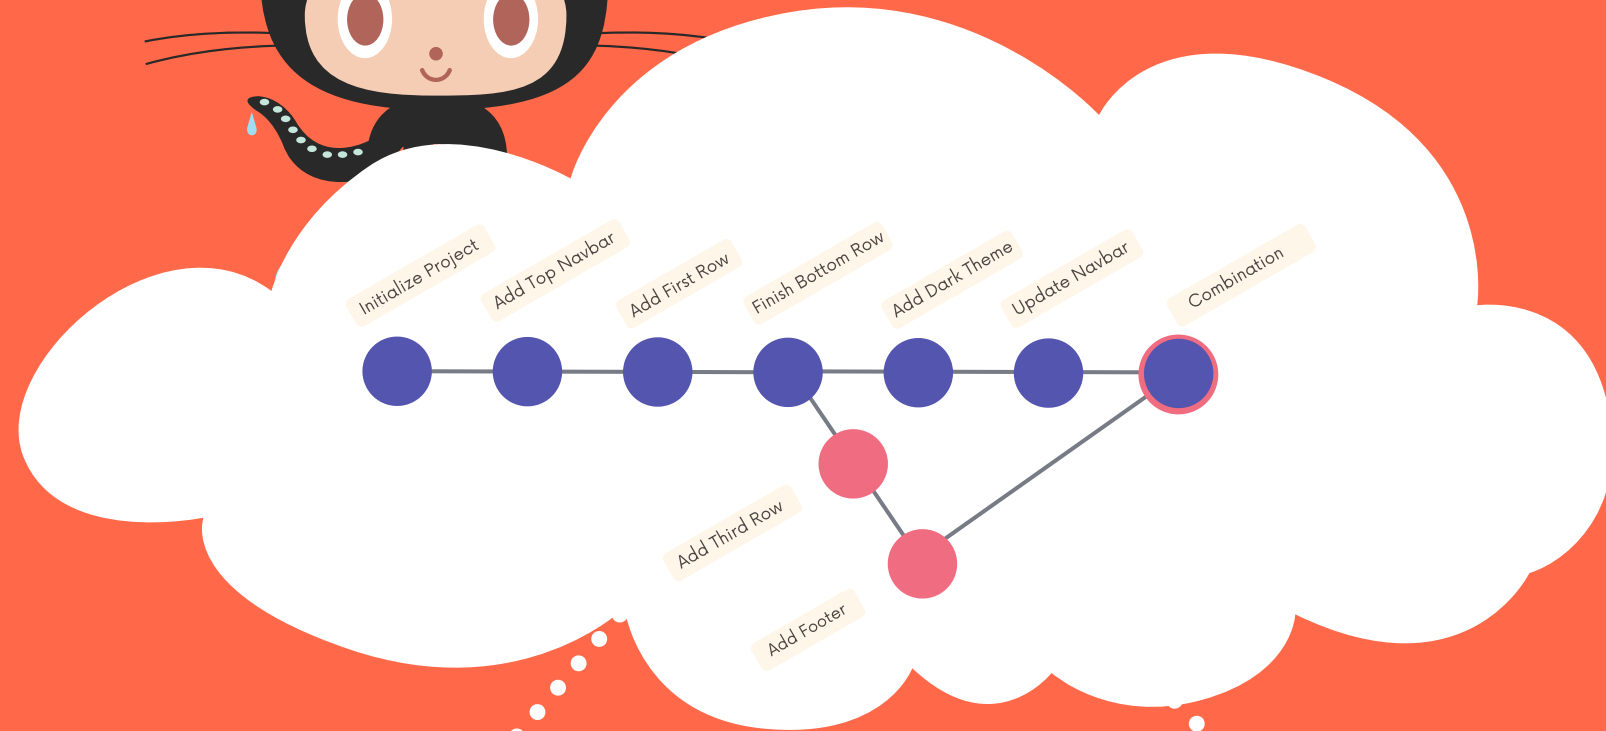 Initialize Project
Add Top Navbar
Add First Row
Finish Bottom Row
Add Dark Theme
Update Navbar
Combination
Add Third Row
Add Footer